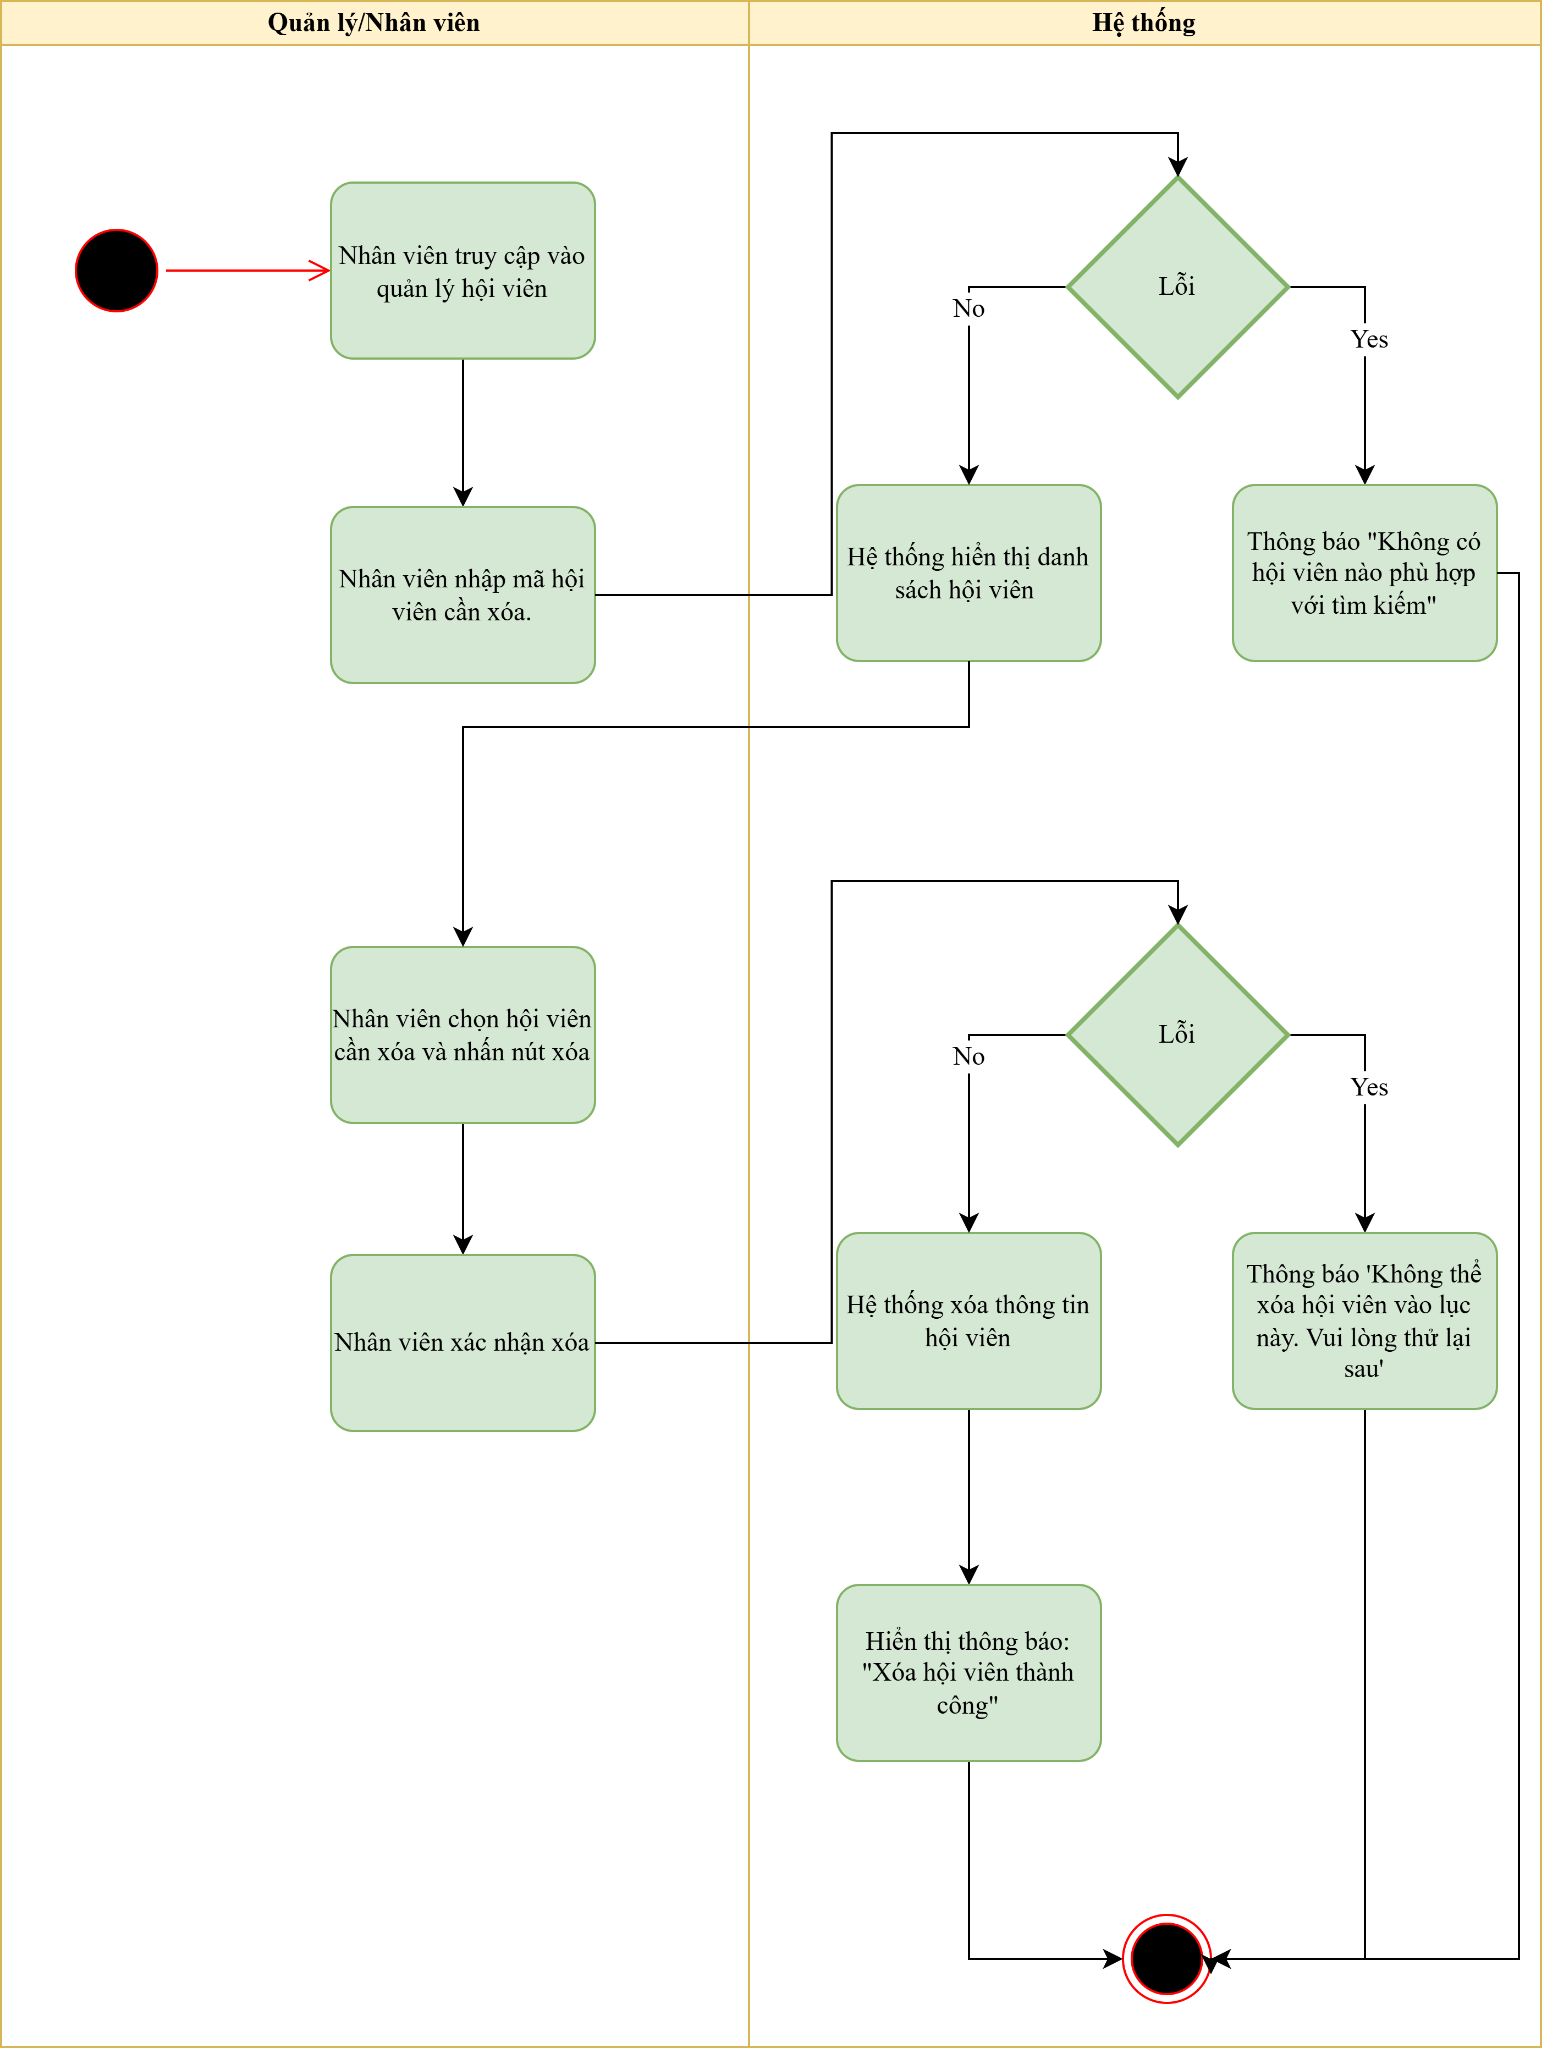 Quản lý/Nhân viên
Hệ thống
Nhân viên truy cập vào
quản lý hội viên
Lỗi
No
Yes
Nhân viên nhập mã hội
viên cần xóa.
Hệ thống hiển thị danh
sách hội viên
Thông báo "Không có
hội viên nào phù hợp
với tìm kiếm"
Nhân viên chọn hội viên
cần xóa và nhấn nút xóa
Lỗi
No
Yes
Nhân viên xác nhận xóa
Hệ thống xóa thông tin
hội viên
Thông báo 'Không thể
xóa hội viên vào lục
này. Vui lòng thử lại
sau'
Hiển thị thông báo:
"Xóa hội viên thành
công"